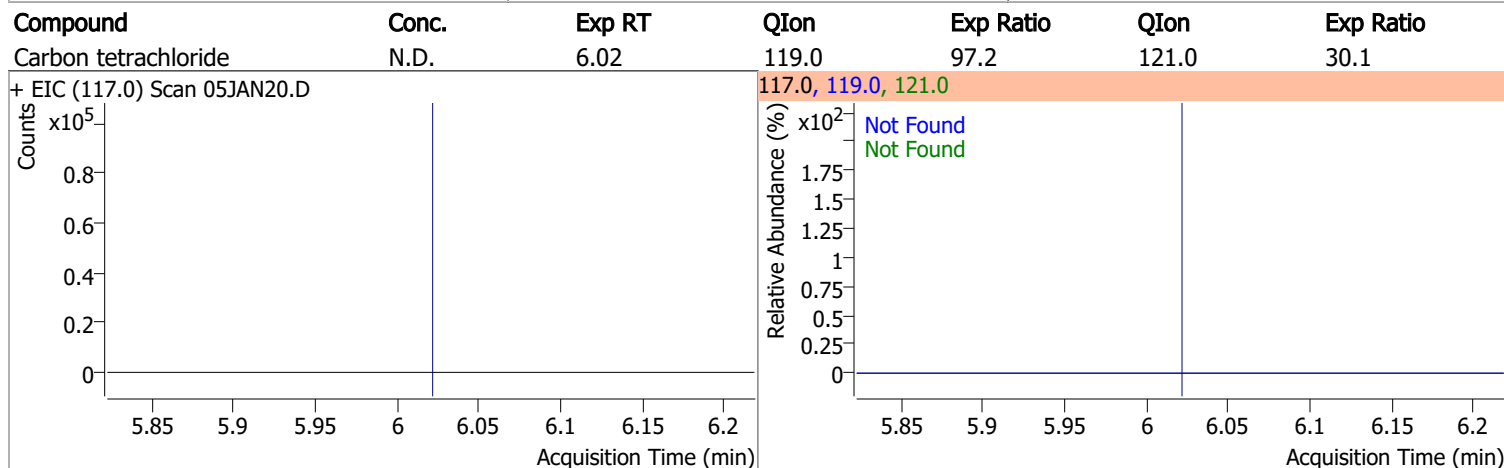 Compound Conc. Exp RT QIon Exp Ratio QIon Exp Ratio
Carbon tetrachloride N.D. 6.02 119.0 97.2 121.0 30.1
+ EIC (117.0) Scan 05JAN20.D
Counts
x10⁵
0.8
0.6
0.4
0.2
0
5.85 5.9 5.95 6 6.05 6.1 6.15 6.2
Acquisition Time (min)
117.0, 119.0, 121.0
Relative Abundance (%)
x10²
Not Found
Not Found
1.75
1.5
1.25
1
0.75
0.5
0.25
0
5.85 5.9 5.95 6 6.05 6.1 6.15 6.2
Acquisition Time (min)